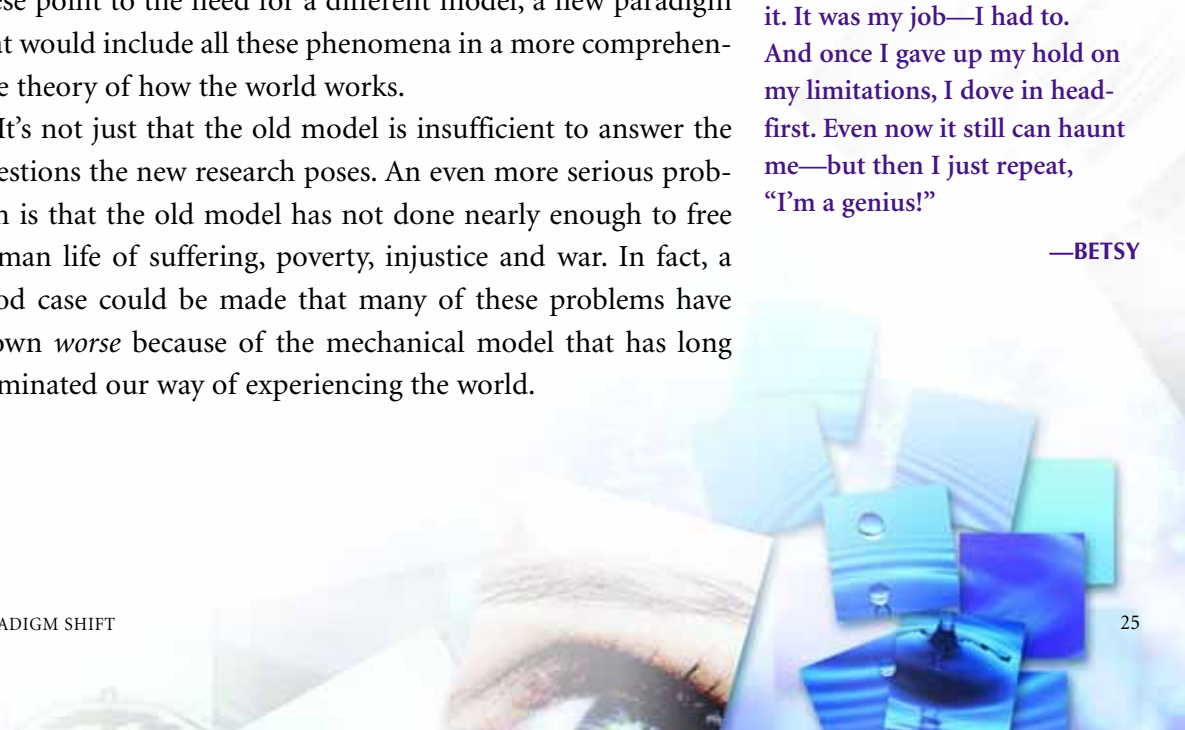 ese point to the need for a different model, a new paradigm
at would include all these phenomena in a more comprehen-
e theory of how the world works.
It’s not just that the old model is insufficient to answer the
estions the new research poses. An even more serious prob-
m is that the old model has not done nearly enough to free
man life of suffering, poverty, injustice and war. In fact, a
od case could be made that many of these problems have
own worse because of the mechanical model that has long
minated our way of experiencing the world.
it. It was my job—I had to.
And once I gave up my hold on
my limitations, I dove in head-
first. Even now it still can haunt
me—but then I just repeat,
“I’m a genius!”
—BETSY
ADIGM SHIFT
25